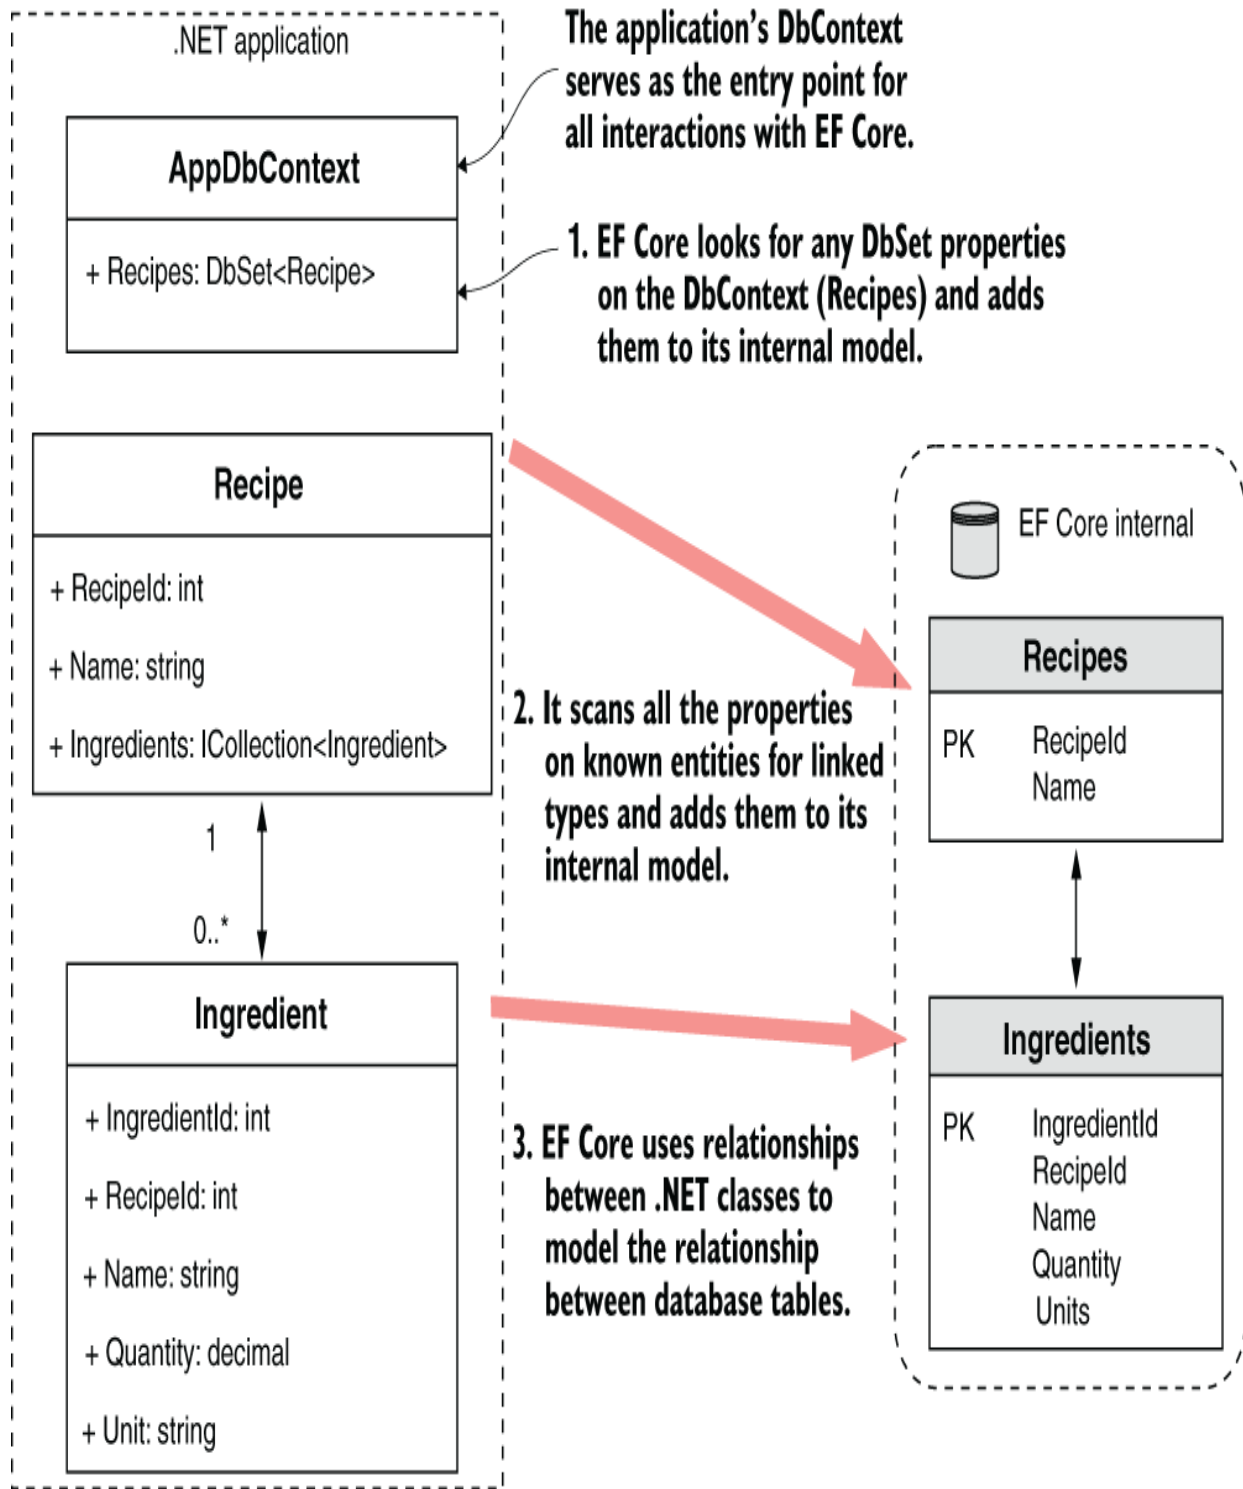 .NET application
The application's DbContext
serves as the entry point for
all interactions with EF Core.
AppDbContext
+ Recipes: DbSet<Recipe>
1. EF Core looks for any DbSet properties
on the DbContext (Recipes) and adds
them to its internal model.
Recipe
+ RecipeId: int
+ Name: string
+ Ingredients: ICollection<Ingredient>
1
0..*
Ingredient
+ IngredientId: int
+ RecipeId: int
+ Name: string
+ Quantity: decimal
+ Unit: string
2. It scans all the properties
on known entities for linked
types and adds them to its
internal model.
3. EF Core uses relationships
between .NET classes to
model the relationship
between database tables.
EF Core internal
Recipes
PK RecipeId
Name
Ingredients
PK IngredientId
RecipeId
Name
Quantity
Units